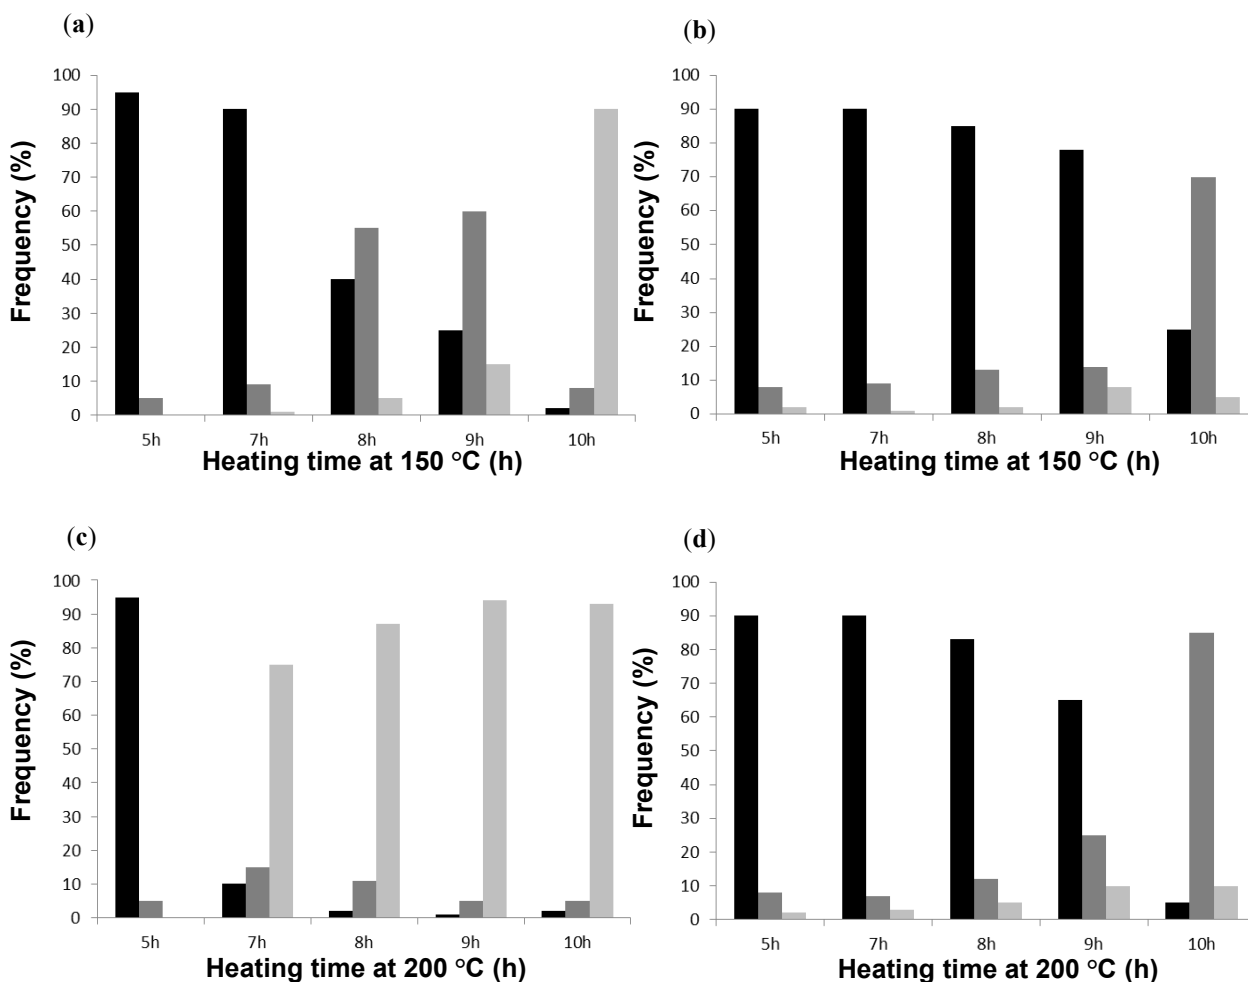 (a)
100
90
80
70
60
50
40
30
20
10
0
Frequency (%)
5h 7h 8h 9h 10h
Heating time at 150 °C (h)
(b)
100
90
80
70
60
50
40
30
20
10
0
Frequency (%)
5h 7h 8h 9h 10h
Heating time at 150 °C (h)
(c)
100
90
80
70
60
50
40
30
20
10
0
Frequency (%)
5h 7h 8h 9h 10h
Heating time at 200 °C (h)
(d)
100
90
80
70
60
50
40
30
20
10
0
Frequency (%)
5h 7h 8h 9h 10h
Heating time at 200 °C (h)